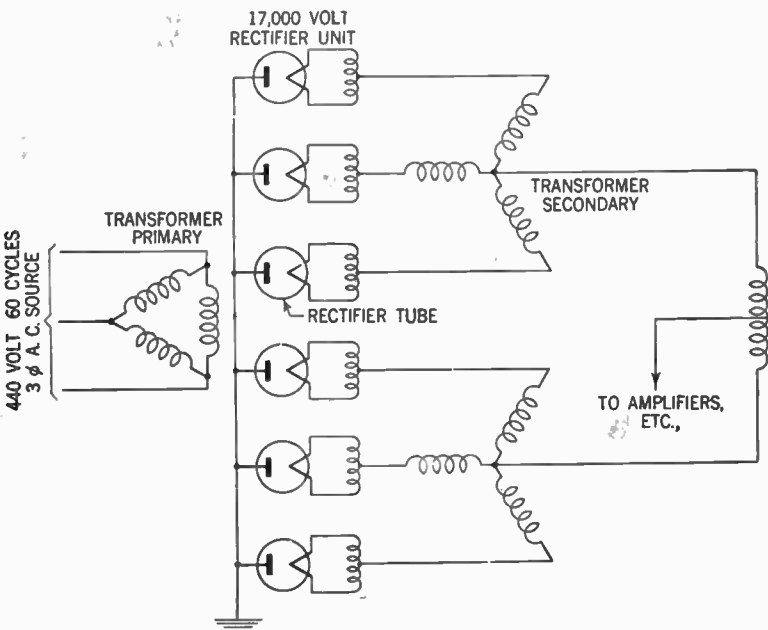 17,000 VOLT
RECTIFIER UNIT
TRANSFORMER
SECONDARY
TRANSFORMER
PRIMARY
440 VOLT 60 CYCLES
3 ϕ A. C. SOURCE
RECTIFIER TUBE
TO AMPLIFIERS,
ETC.,